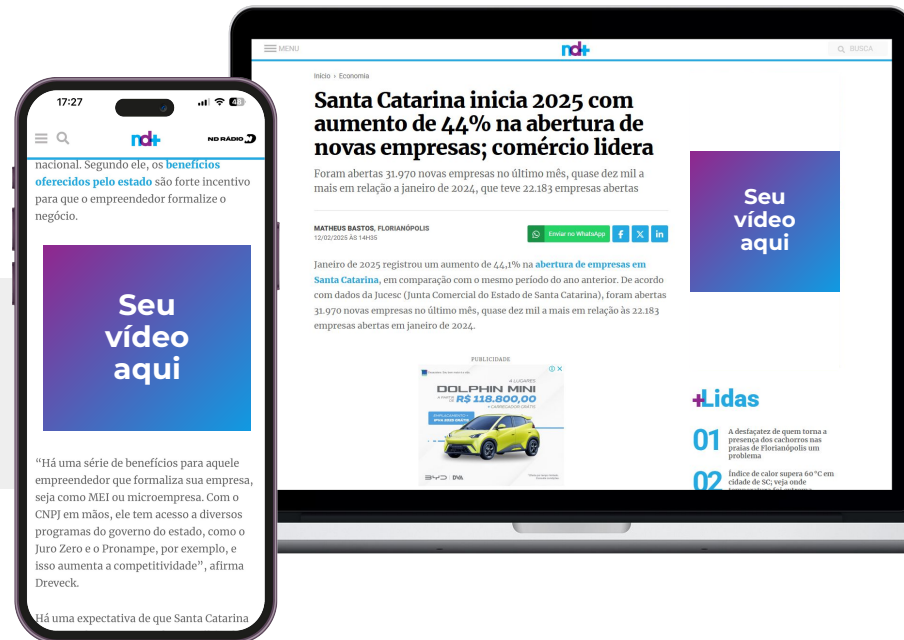 17:27
48
nd+
ND RÁDIO
nacional. Segundo ele, os benefícios
oferecidos pelo estado são forte incentivo
para que o empreendedor formalize o
negócio.
Seu
vídeo
aqui
“Há uma série de benefícios para aquele
empreendedor que formaliza sua empresa,
seja como MEI ou microempresa. Com o
CNPJ em mãos, ele tem acesso a diversos
programas do governo do estado, como o
Juro Zero e o Pronampe, por exemplo, e
isso aumenta a competitividade”, afirma
Dreveck.
Há uma expectativa de que Santa Catarina
MENU
nd+
BUSCA
Início › Economia
Santa Catarina inicia 2025 com
aumento de 44% na abertura de
novas empresas; comércio lidera
Foram abertas 31.970 novas empresas no último mês, quase dez mil a
mais em relação a janeiro de 2024, que teve 22.183 empresas abertas
MATHEUS BASTOS, FLORIANÓPOLIS
12/02/2025 ÀS 14H35
Enviar no WhatsApp
Janeiro de 2025 registrou um aumento de 44,1% na abertura de empresas em
Santa Catarina, em comparação com o mesmo período do ano anterior. De acordo
com dados da Jucesc (Junta Comercial do Estado de Santa Catarina), foram abertas
31.970 novas empresas no último mês, quase dez mil a mais em relação às 22.183
empresas abertas em janeiro de 2024.
PUBLICIDADE
4 LUGARES
DOLPHIN MINI
R$ 118.800,00
+ CARREGADOR GRÁTIS
EMPLACAMENTO +
IPVA 2025 GRÁTIS
BYD DVA
Seu
vídeo
aqui
+Lidas
01
A desfaçatez de quem torna a
presença dos cachorros nas
praias de Florianópolis um
problema
02
Índice de calor supera 60°C em
cidade de SC; veja onde